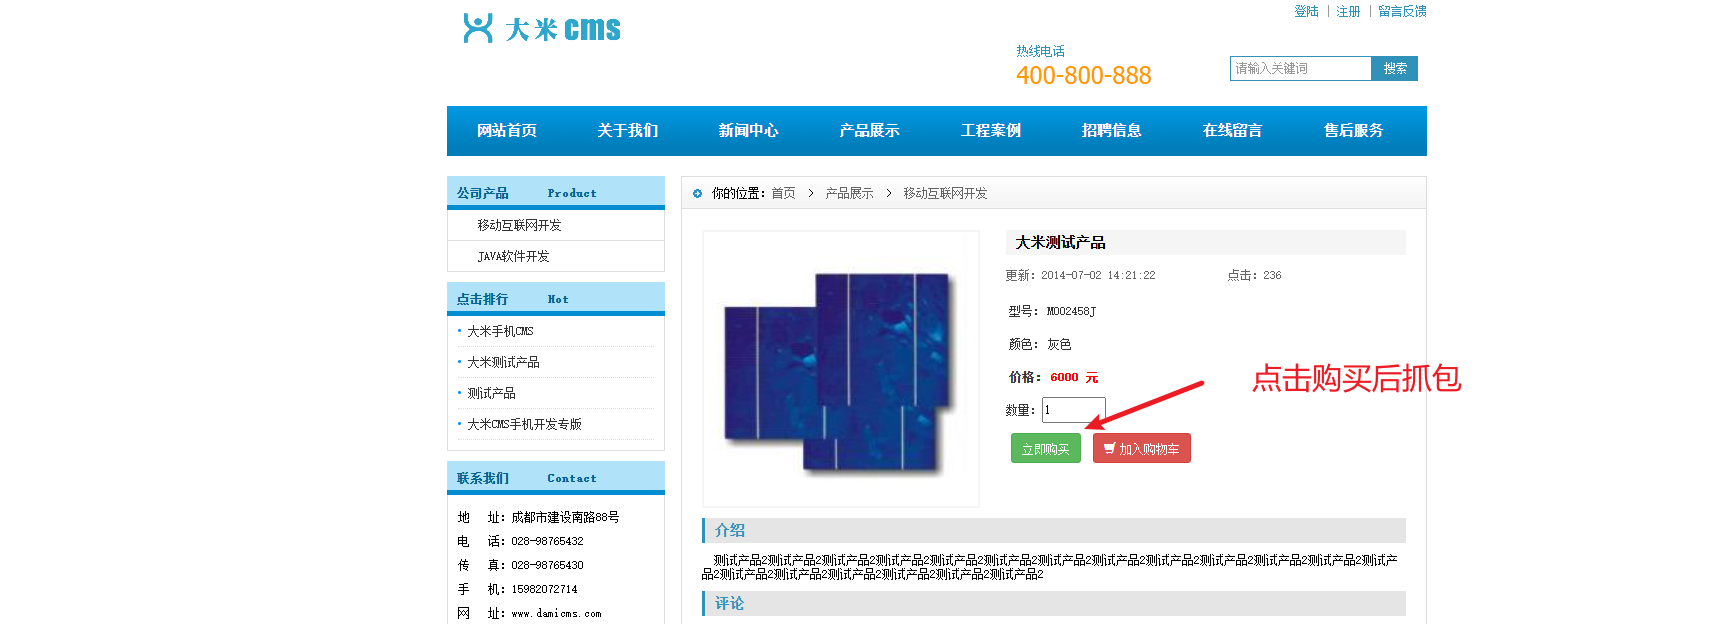 大米cms
登陆 | 注册 | 留言反馈
热线电话
400-800-888
请输入关键词 搜索
网站首页 关于我们 新闻中心 产品展示 工程案例 招聘信息 在线留言 售后服务
公司产品 Product
移动互联网开发
JAVA软件开发
点击排行 Hot
大米手机CMS
大米测试产品
测试产品
大米CMS手机开发专版
联系我们 Contact
地 址：成都市建设南路88号
电 话：028-98765432
传 真：028-98765430
手 机：15982072714
网 址：www.damicms.com
你的位置：首页 > 产品展示 > 移动互联网开发
大米测试产品
更新：2014-07-02 14:21:22 点击：236
型号： M002458J
颜色： 灰色
价格： 6000 元
数量： 1
立即购买 加入购物车
点击购买后抓包
介绍
测试产品2测试产品2测试产品2测试产品2测试产品2测试产品2测试产品2测试产品2测试产品2测试产品2测试产品2测试产品2测试产
品2测试产品2测试产品2测试产品2测试产品2测试产品2测试产品2
评论